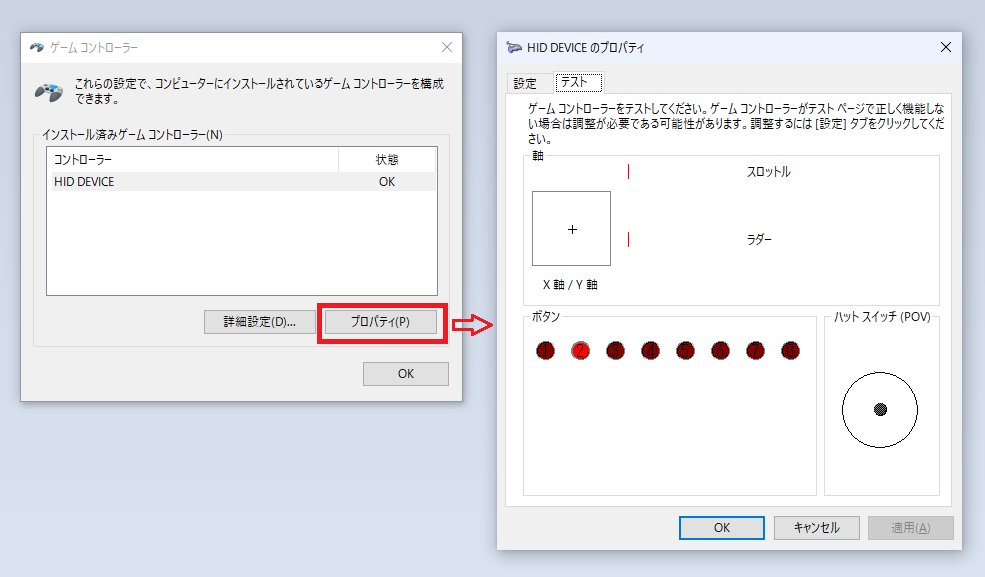 ゲーム コントローラー
これらの設定で、コンピューターにインストールされているゲーム コントローラーを構成
できます。
インストール済みゲーム コントローラー(N)
コントローラー 状態
HID DEVICE OK
詳細設定(D)... プロパティ(P)
OK
HID DEVICE のプロパティ
設定 テスト
ゲーム コントローラーをテストしてください。ゲーム コントローラーがテスト ページで正しく機能しな
い場合は調整が必要である可能性があります。調整するには [設定] タブをクリックしてくだ
さい。
軸
スロットル
ラダー
X 軸 / Y 軸
ボタン
1 2 3 4 5 6 7 8
ハット スイッチ (POV)
OK キャンセル 適用(A)